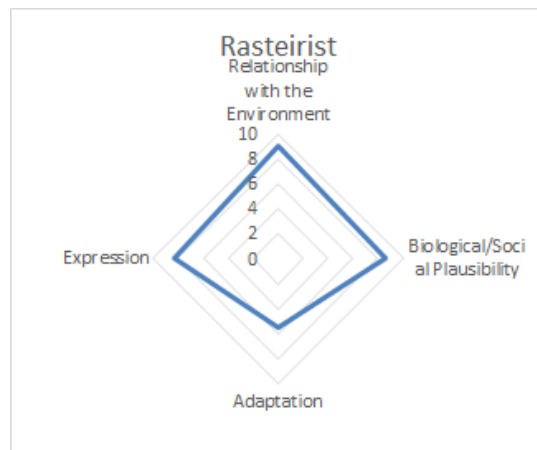 Rasteirist
Relationship
with the
Environment
10
8
6
4
2
0
Expression
Biological/Soci
al Plausibility
Adaptation